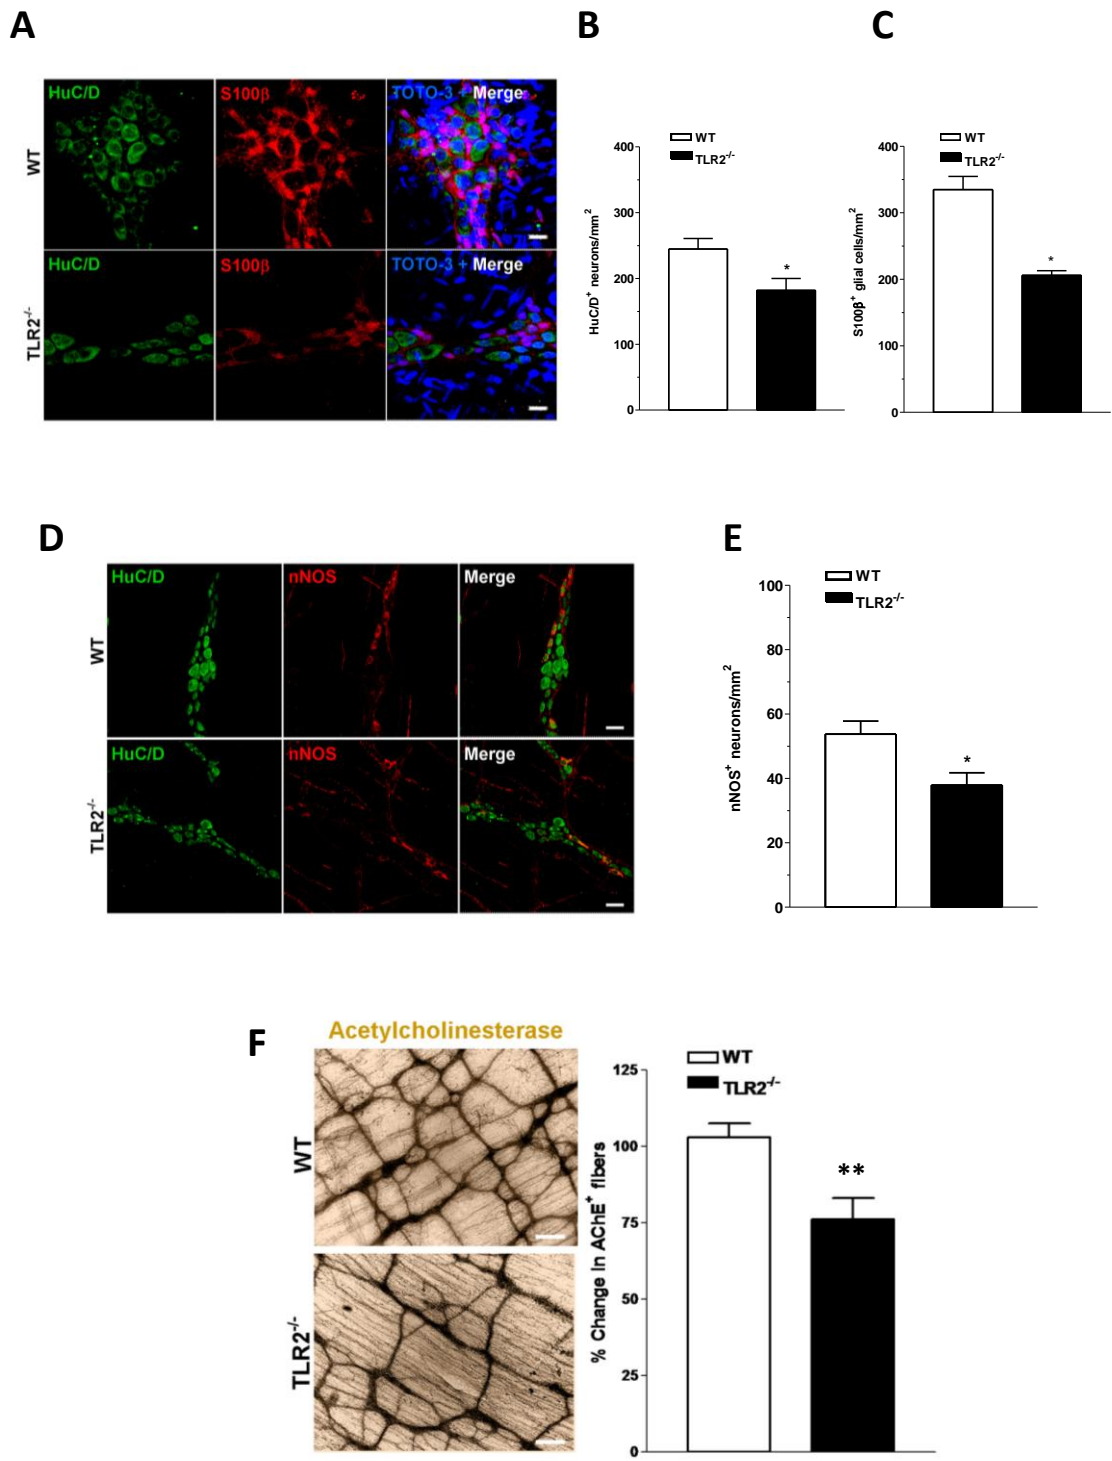 A
HuC/D S100β TOTO-3 + Merge
WT
HuC/D S100β TOTO-3 + Merge
TLR2-/-
B
WT
TLR2-/-
400
300
200
100
0
HuC/D+ neurons/mm2
*
C
WT
TLR2-/-
400
300
200
100
0
S100β+ glial cells/mm2
*
D
HuC/D nNOS Merge
WT
HuC/D nNOS Merge
TLR2-/-
E
WT
TLR2-/-
100
80
60
40
20
0
nNOS+ neurons/mm2
*
F
Acetylcholinesterase
WT
TLR2-/-
WT
TLR2-/-
125
100
75
50
25
0
% Change in AChE+ fibers
**